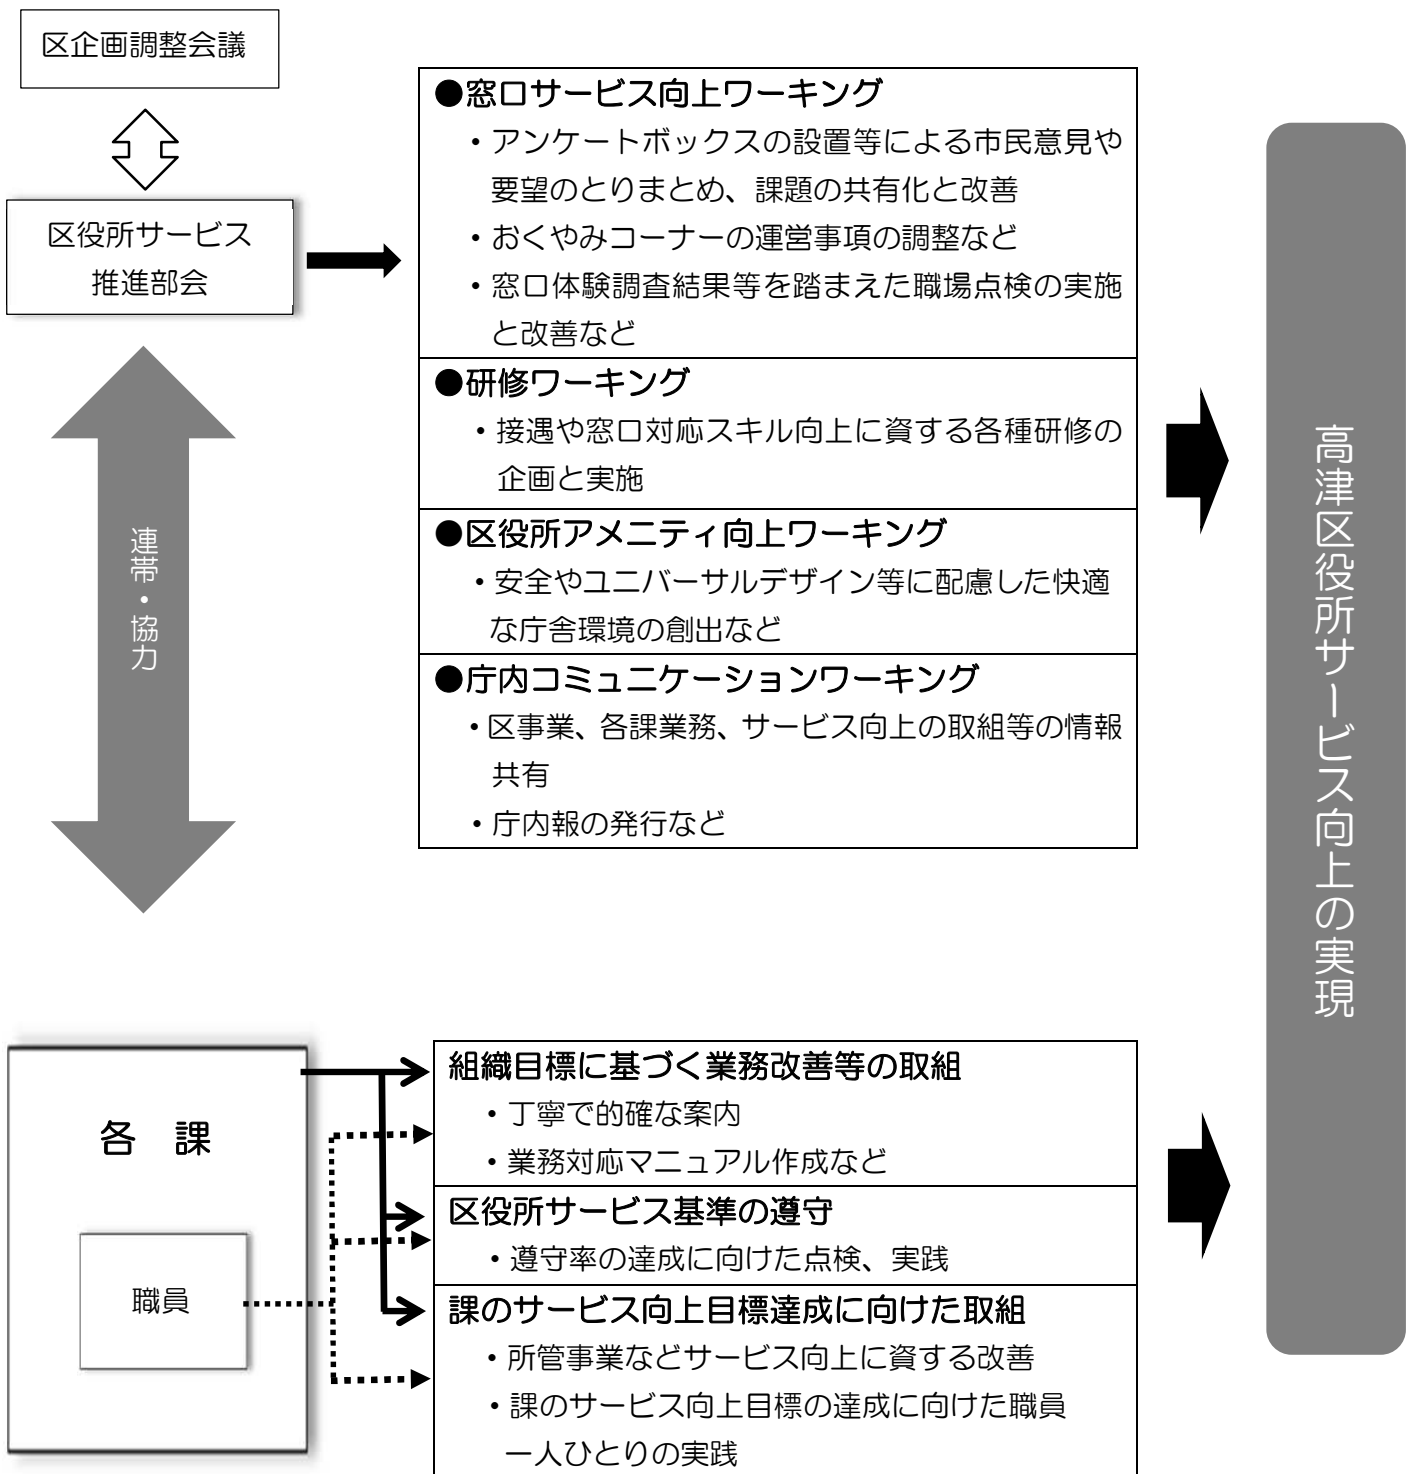 区企画調整会議
区役所サービス
推進部会
連帯・協力
●窓口サービス向上ワーキング
・アンケートボックスの設置等による市民意見や
要望のとりまとめ、課題の共有化と改善
・おくやみコーナーの運営事項の調整など
・窓口体験調査結果等を踏まえた職場点検の実施
と改善など
●研修ワーキング
・接遇や窓口対応スキル向上に資する各種研修の
企画と実施
●区役所アメニティ向上ワーキング
・安全やユニバーサルデザイン等に配慮した快適
な庁舎環境の創出など
●庁内コミュニケーションワーキング
・区事業、各課業務、サービス向上の取組等の情報
共有
・庁内報の発行など
各　課
職員
組織目標に基づく業務改善等の取組
・丁寧で的確な案内
・業務対応マニュアル作成など
区役所サービス基準の遵守
・遵守率の達成に向けた点検、実践
課のサービス向上目標達成に向けた取組
・所管事業などサービス向上に資する改善
・課のサービス向上目標の達成に向けた職員
一人ひとりの実践
高津区役所サービス向上の実現